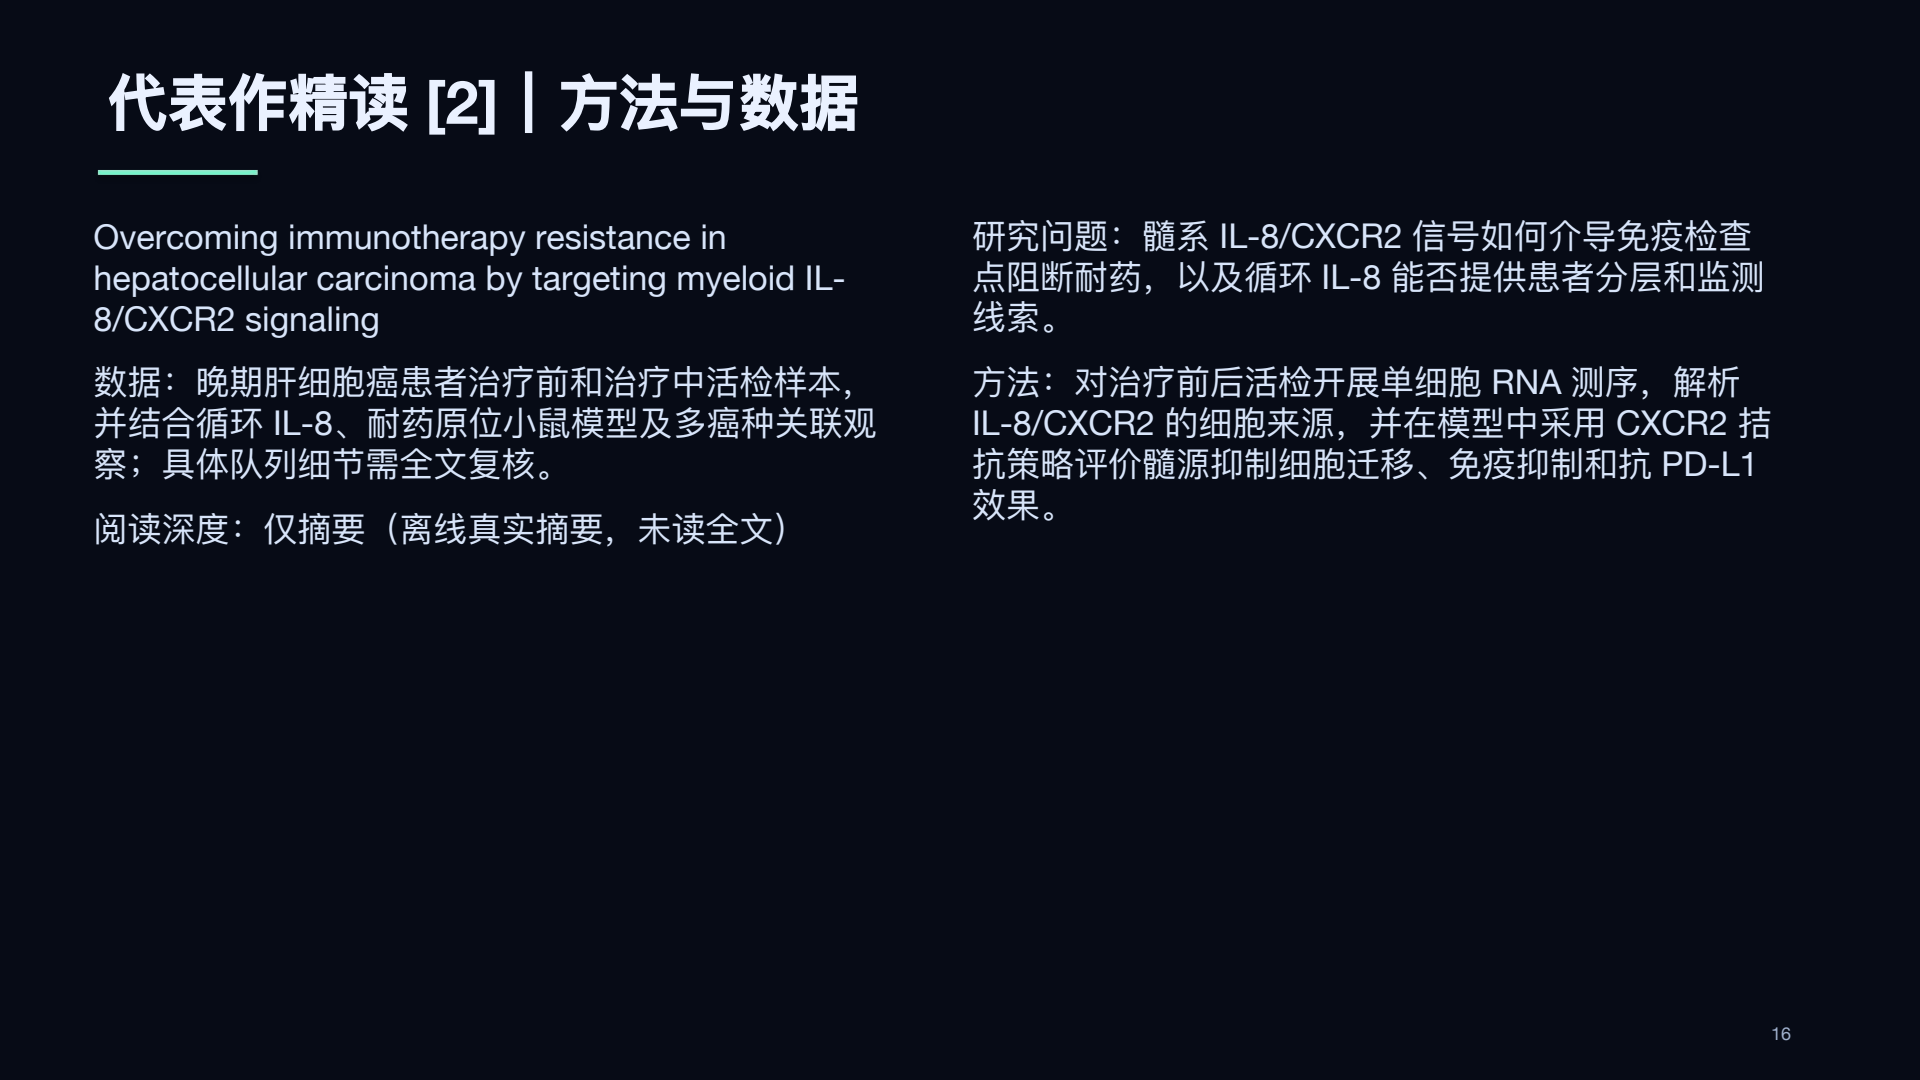 代表作精读 [2]｜方法与数据
Overcoming immunotherapy resistance in
hepatocellular carcinoma by targeting myeloid IL-
8/CXCR2 signaling
数据：晚期肝细胞癌患者治疗前和治疗中活检样本，
并结合循环 IL-8、耐药原位小鼠模型及多癌种关联观
察；具体队列细节需全文复核。
阅读深度：仅摘要（离线真实摘要，未读全文）
研究问题：髓系 IL-8/CXCR2 信号如何介导免疫检查
点阻断耐药，以及循环 IL-8 能否提供患者分层和监测
线索。
方法：对治疗前后活检开展单细胞 RNA 测序，解析
IL-8/CXCR2 的细胞来源，并在模型中采用 CXCR2 拮
抗策略评价髓源抑制细胞迁移、免疫抑制和抗 PD-L1
效果。
16